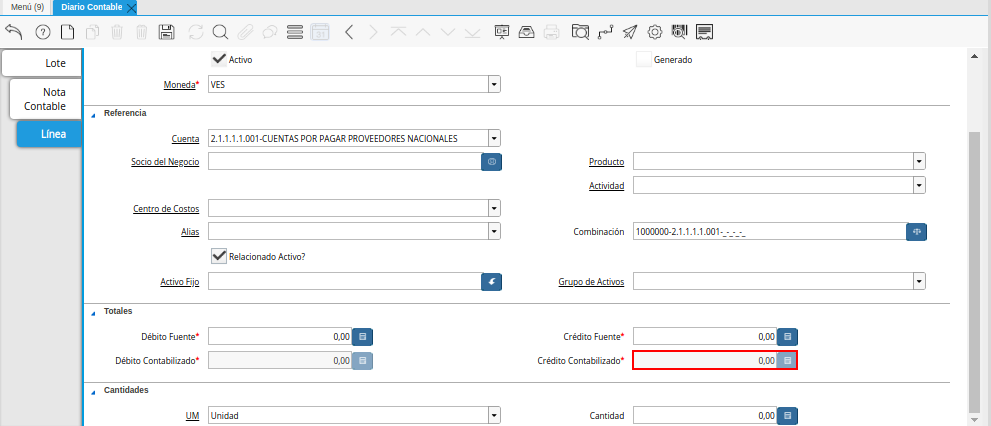 Menú (9)
Diario Contable
31
Lote
Nota
Contable
Línea
Activo
Generado
Moneda*
VES
Referencia
Cuenta
2.1.1.1.1.001-CUENTAS POR PAGAR PROVEEDORES NACIONALES
Socio del Negocio
Producto
Actividad
Centro de Costos
Alias
Combinación
1000000-2.1.1.1.1.001-_-_-_-_
Relacionado Activo?
Activo Fijo
Grupo de Activos
Totales
Débito Fuente*
0,00
Crédito Fuente*
0,00
Débito Contabilizado*
0,00
Crédito Contabilizado*
0,00
Cantidades
UM
Unidad
Cantidad
0,00